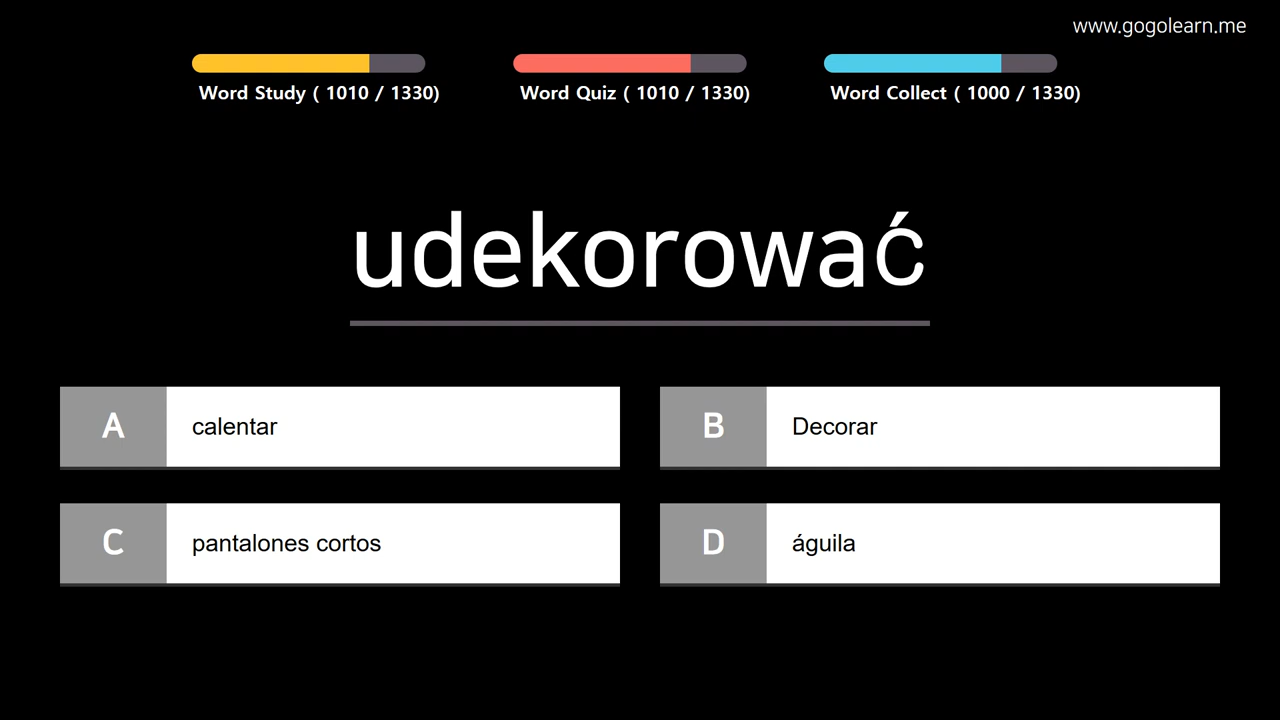 www.gogolearn.me
Word Study ( 1010 / 1330)
Word Quiz ( 1010 / 1330)
Word Collect ( 1000 / 1330)
udekorować
A calentar
B Decorar
C pantalones cortos
D águila